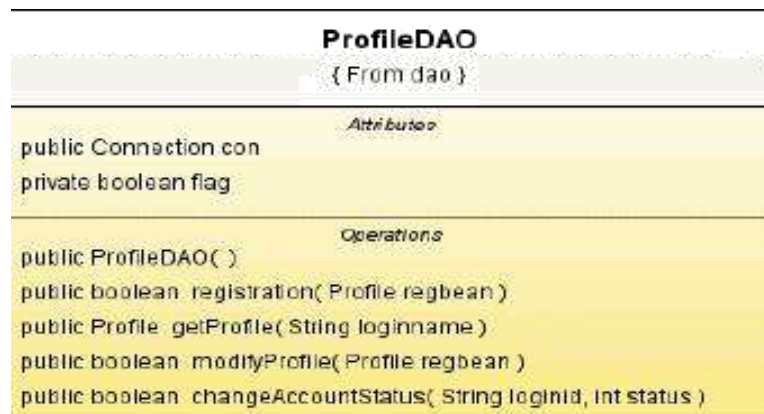 ProfileDAO
{ From dao }
Attributes
public Connection con
private boolean flag
Operations
public ProfileDAO( )
public boolean registration( Profile regbean )
public Profile getProfile( String loginname )
public boolean modifyProfile( Profile regbean )
public boolean changeAccountStatus( String loginid, int status )